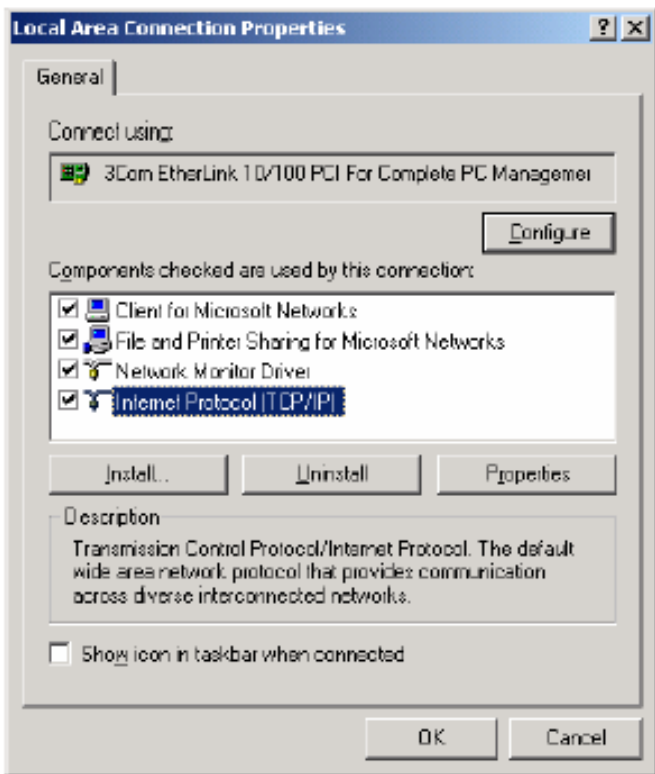 Local Area Connection Properties
General
Connect using:
3Com EtherLink 10/100 PCI For Complete PC Managemer
Configure
Components checked are used by this connection:
Client for Microsoft Networks
File and Printer Sharing for Microsoft Networks
Network Monitor Driver
Internet Protocol (TCP/IP)
Install...
Uninstall
Properties
Description
Transmission Control Protocol/Internet Protocol. The default
wide area network protocol that provides communication
across diverse interconnected networks.
Show icon in taskbar when connected
OK
Cancel